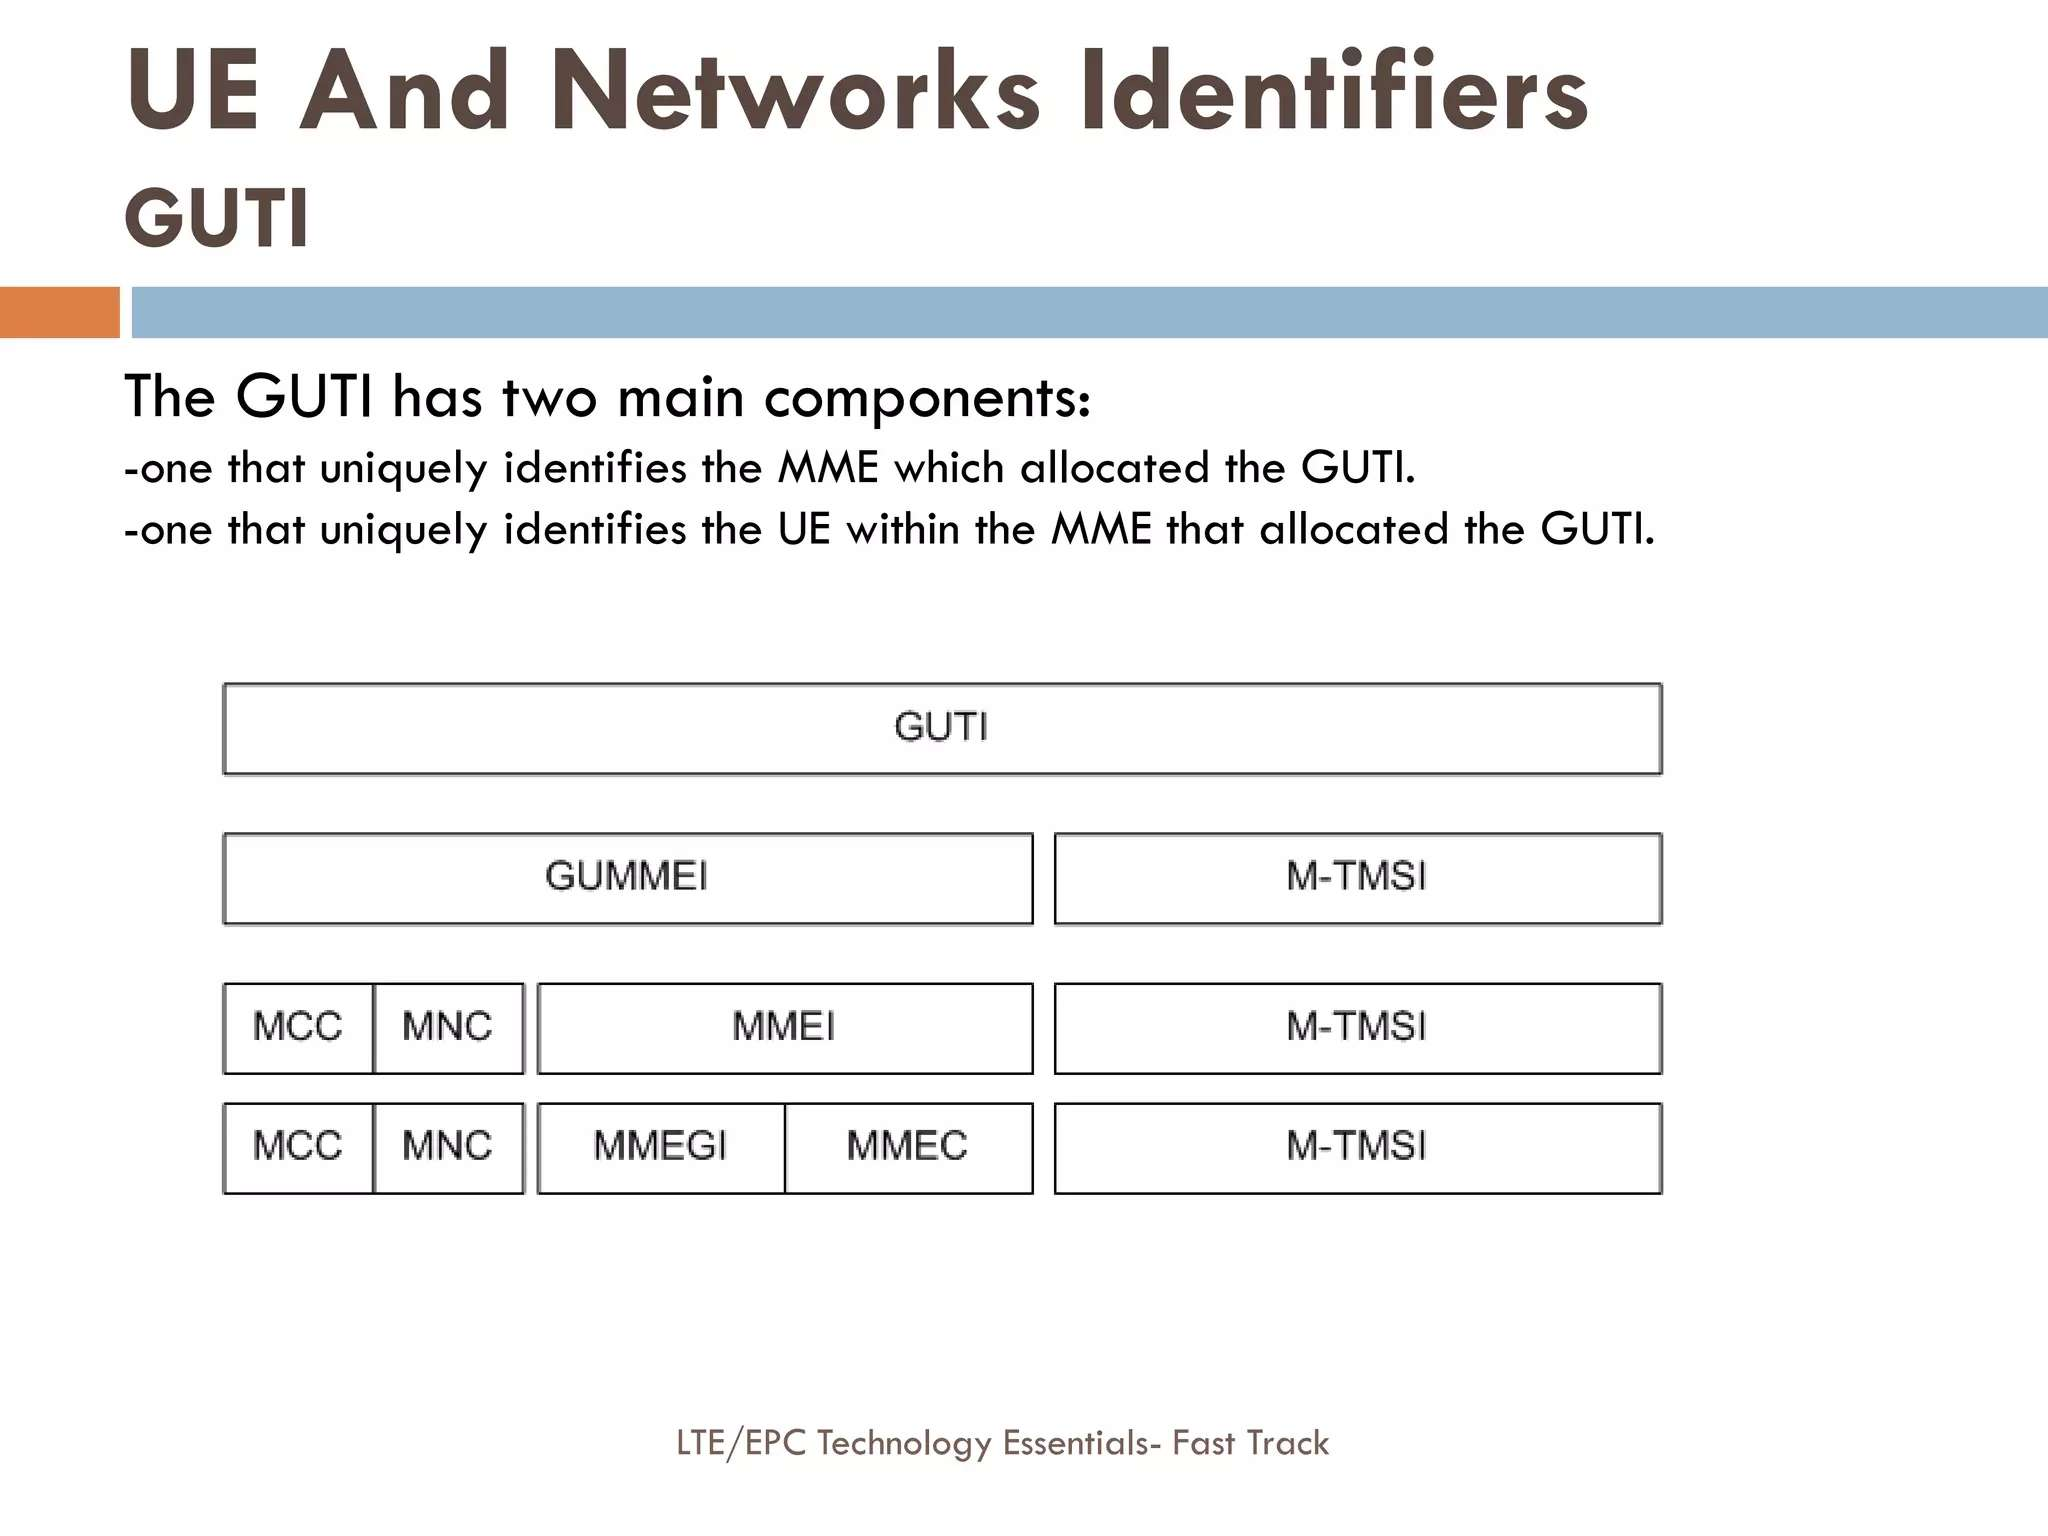 UE And Networks Identifiers
GUTI
The GUTI has two main components:
-one that uniquely identifies the MME which allocated the GUTI.
-one that uniquely identifies the UE within the MME that allocated the GUTI.
GUTI
GUMMEI M-TMSI
MCC MNC MMEI M-TMSI
MCC MNC MMEGI MMEC M-TMSI
LTE/EPC Technology Essentials- Fast Track